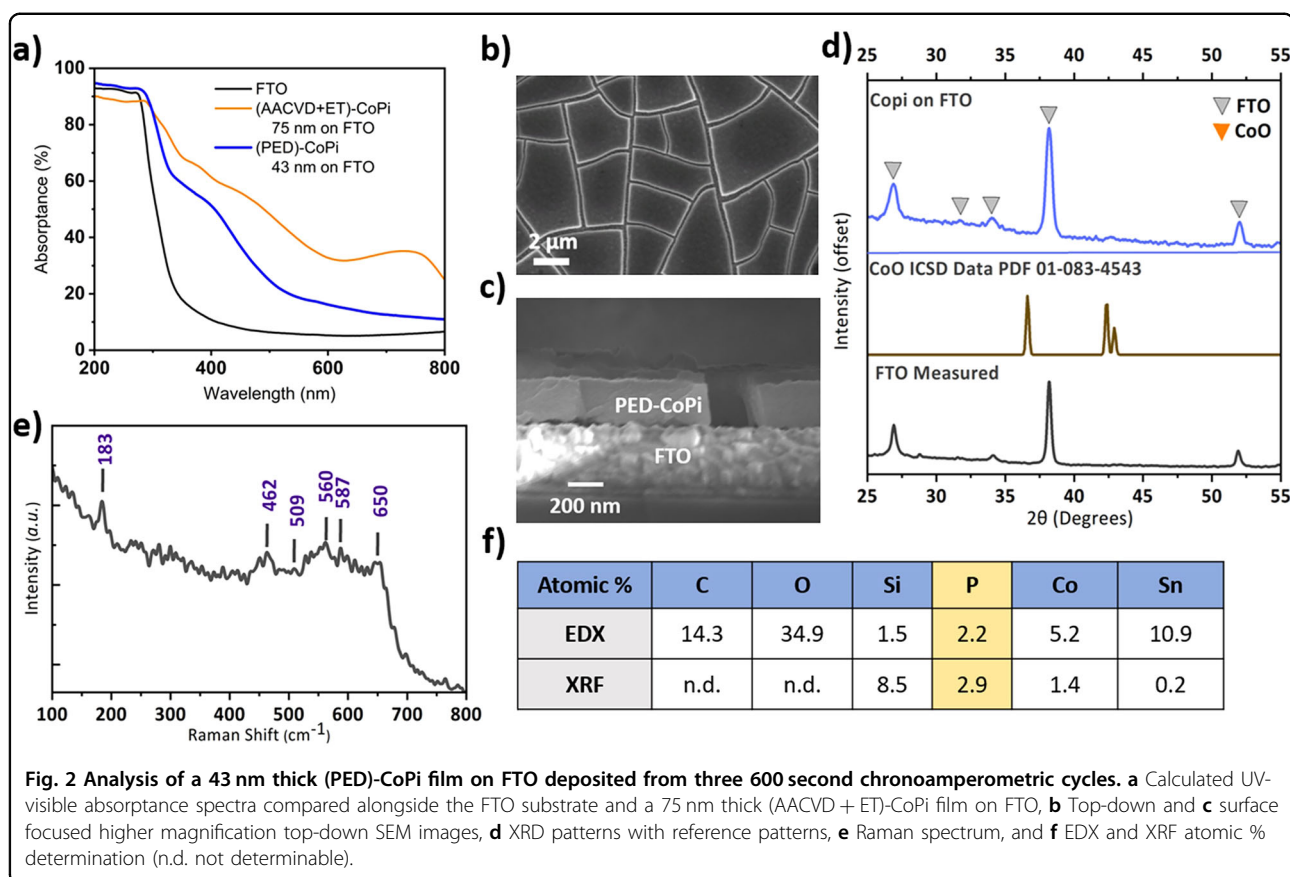 a)
100
80
60
40
20
0
Absorptance (%)
200 300 400 500 600 700 800
Wavelength (nm)
FTO
(AACVD+ET)-CoPi
75 nm on FTO
(PED)-CoPi
43 nm on FTO
b)
2 µm
c)
PED-CoPi
FTO
200 nm
d)
25 30 35 40 45 50 55
Copi on FTO
FTO
CoO
CoO ICSD Data PDF 01-083-4543
FTO Measured
Intensity (offset)
25 30 35 40 45 50 55
2θ (Degrees)
e)
183
462
509
560
587
650
Intensity (a.u.)
100 200 300 400 500 600 700 800
Raman Shift (cm⁻¹)
f)
Atomic % C O Si P Co Sn
EDX 14.3 34.9 1.5 2.2 5.2 10.9
XRF n.d. n.d. 8.5 2.9 1.4 0.2
Fig. 2 Analysis of a 43 nm thick (PED)-CoPi film on FTO deposited from three 600 second chronoamperometric cycles. a Calculated UV-
visible absorptance spectra compared alongside the FTO substrate and a 75 nm thick (AACVD + ET)-CoPi film on FTO, b Top-down and c surface
focused higher magnification top-down SEM images, d XRD patterns with reference patterns, e Raman spectrum, and f EDX and XRF atomic %
determination (n.d. not determinable).